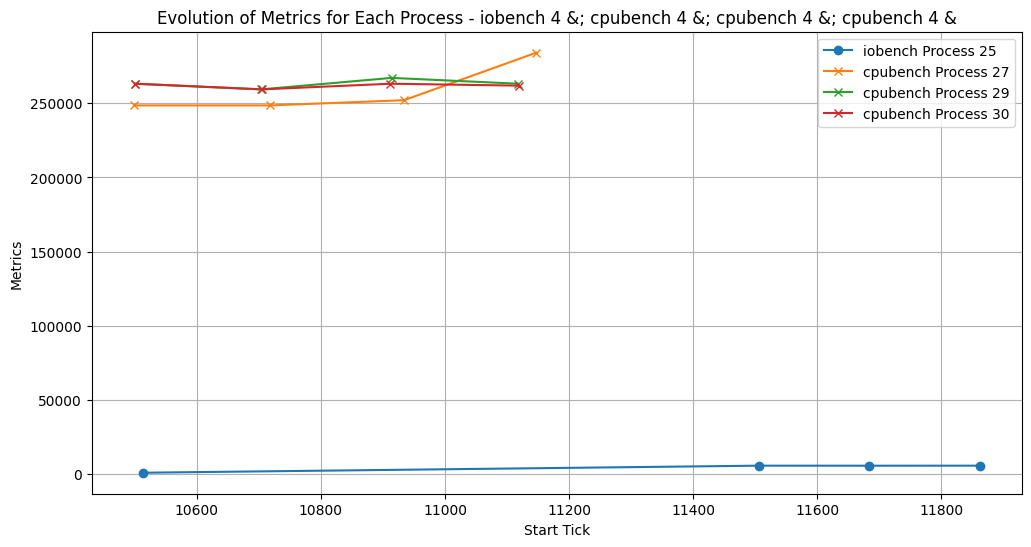 Evolution of Metrics for Each Process - iobench 4 &; cpubench 4 &; cpubench 4 &; cpubench 4 &
iobench Process 25
cpubench Process 27
cpubench Process 29
cpubench Process 30
Metrics
250000
200000
150000
100000
50000
0
10600 10800 11000 11200 11400 11600 11800
Start Tick